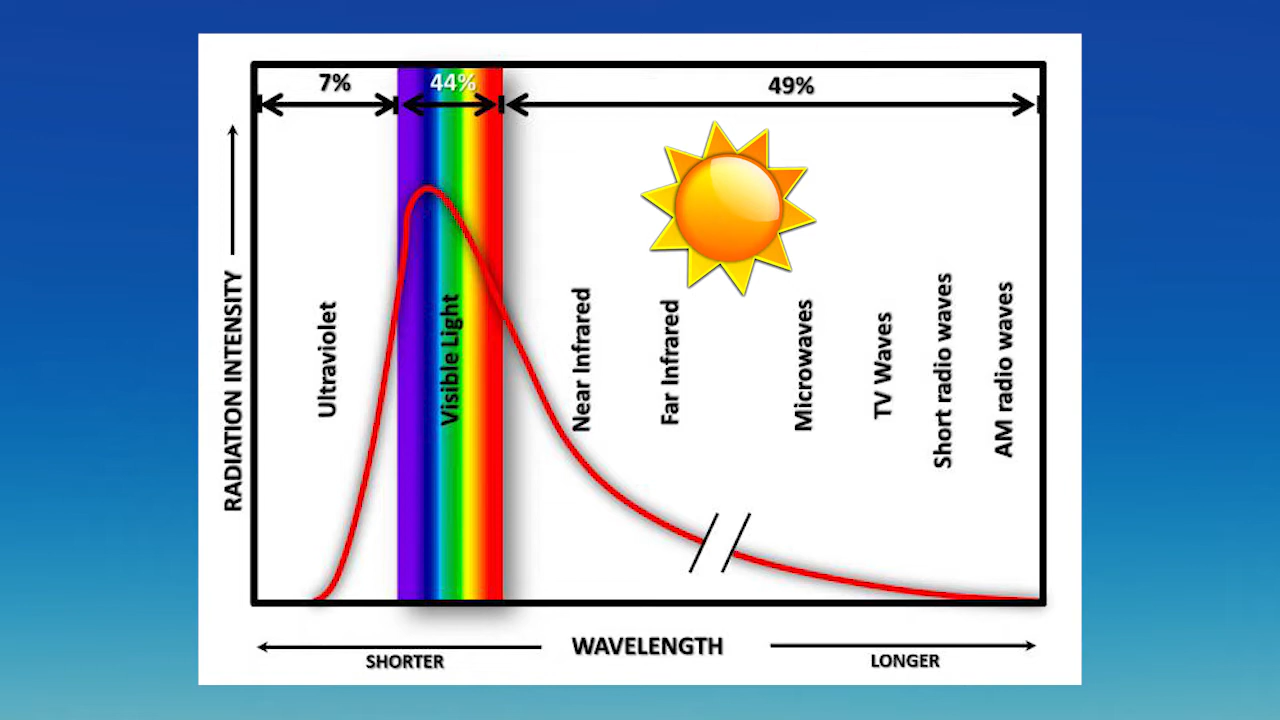 7%
44%
49%
RADIATION INTENSITY
Ultraviolet
Visible Light
Near Infrared
Far Infrared
Microwaves
TV Waves
Short radio waves
AM radio waves
WAVELENGTH
SHORTER
LONGER